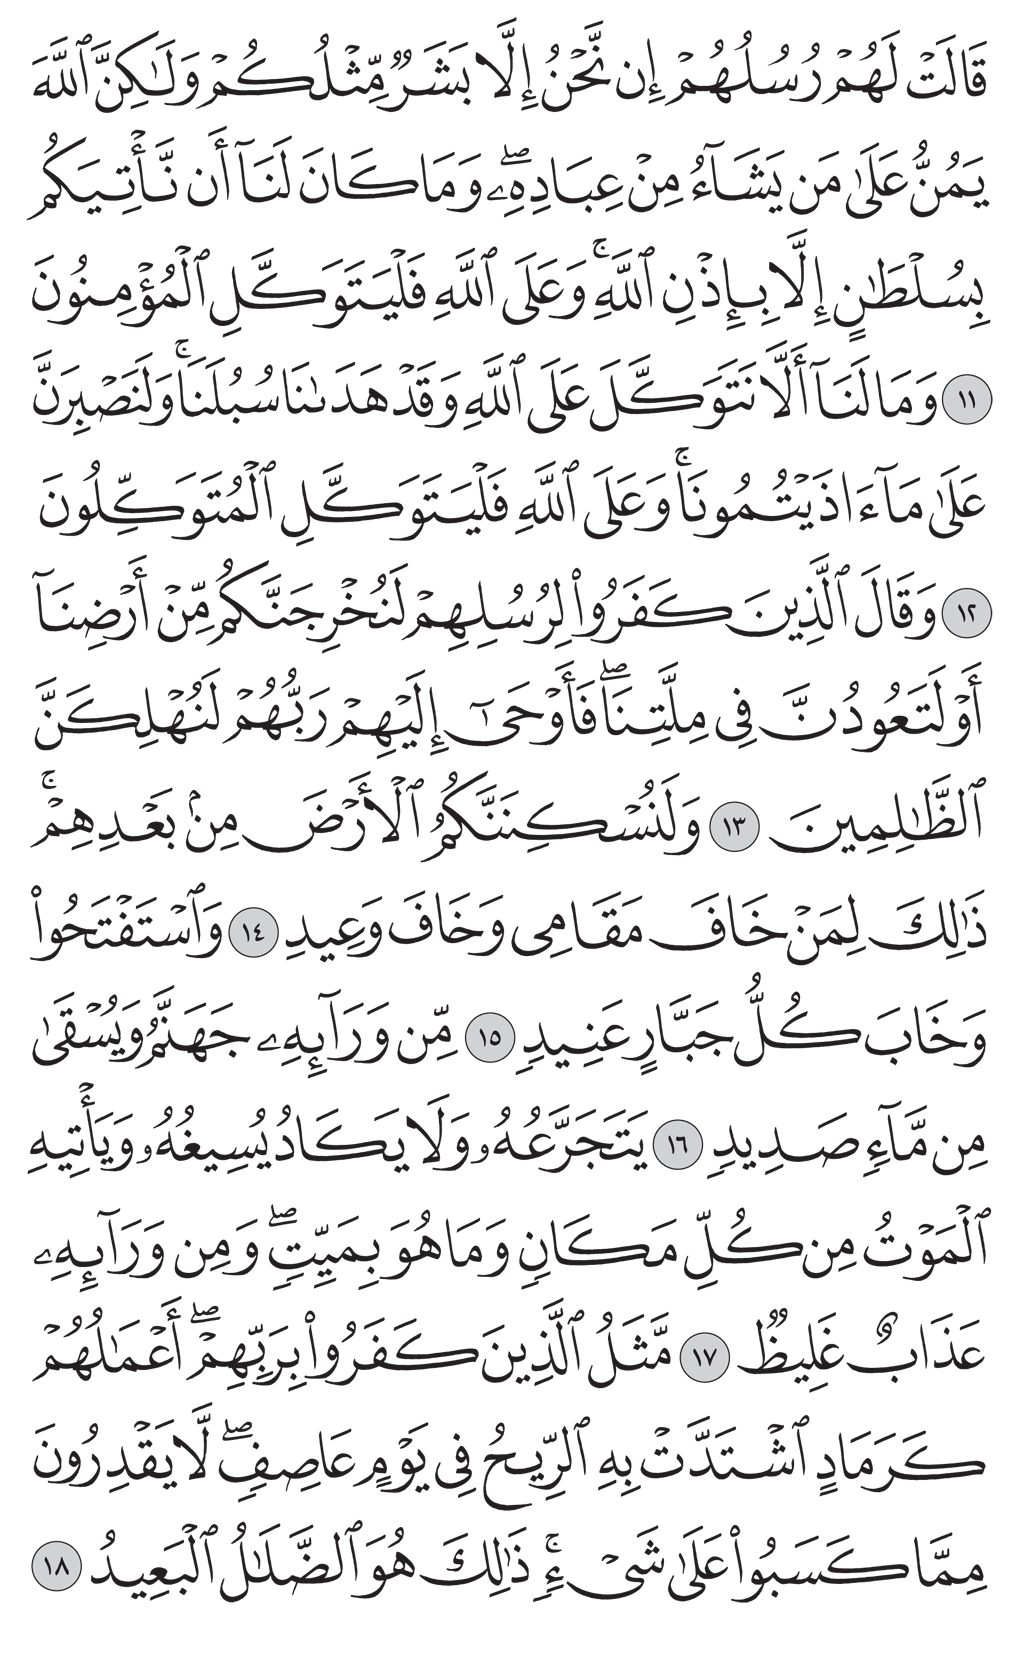 قَالَتْ لَهُمْ رُسُلُهُمْ إِن نَّحْنُ إِلَّا بَشَرٌ مِّثْلُكُمْ وَلَٰكِنَّ ٱللَّهَ
يَمُنُّ عَلَىٰ مَن يَشَآءُ مِنْ عِبَادِهِۦۖ وَمَا كَانَ لَنَآ أَن نَّأْتِيَكُم
بِسُلْطَٰنٍ إِلَّا بِإِذْنِ ٱللَّهِۚ وَعَلَى ٱللَّهِ فَلْيَتَوَكَّلِ ٱلْمُؤْمِنُونَ
١١ وَمَا لَنَآ أَلَّا نَتَوَكَّلَ عَلَى ٱللَّهِ وَقَدْ هَدَىٰنَا سُبُلَنَاۚ وَلَنَصْبِرَنَّ
عَلَىٰ مَآ ءَاذَيْتُمُونَاۚ وَعَلَى ٱللَّهِ فَلْيَتَوَكَّلِ ٱلْمُتَوَكِّلُونَ
١٢ وَقَالَ ٱلَّذِينَ كَفَرُوا۟ لِرُسُلِهِمْ لَنُخْرِجَنَّكُم مِّنْ أَرْضِنَآ
أَوْ لَتَعُودُنَّ فِى مِلَّتِنَاۖ فَأَوْحَىٰٓ إِلَيْهِمْ رَبُّهُمْ لَنُهْلِكَنَّ
ٱلظَّٰلِمِينَ ١٣ وَلَنُسْكِنَنَّكُمُ ٱلْأَرْضَ مِنۢ بَعْدِهِمْۚ
ذَٰلِكَ لِمَنْ خَافَ مَقَامِى وَخَافَ وَعِيدِ ١٤ وَٱسْتَفْتَحُوا۟
وَخَابَ كُلُّ جَبَّارٍ عَنِيدٍ ١٥ مِّن وَرَآئِهِۦ جَهَنَّمُ وَيُسْقَىٰ
مِن مَّآءٍ صَدِيدٍ ١٦ يَتَجَرَّعُهُۥ وَلَا يَكَادُ يُسِيغُهُۥ وَيَأْتِيهِ
ٱلْمَوْتُ مِن كُلِّ مَكَانٍ وَمَا هُوَ بِمَيِّتٍۖ وَمِن وَرَآئِهِۦ
عَذَابٌ غَلِيظٌ ١٧ مَّثَلُ ٱلَّذِينَ كَفَرُوا۟ بِرَبِّهِمْۖ أَعْمَٰلُهُمْ
كَرَمَادٍ ٱشْتَدَّتْ بِهِ ٱلرِّيحُ فِى يَوْمٍ عَاصِفٍۖ لَّا يَقْدِرُونَ
مِمَّا كَسَبُوا۟ عَلَىٰ شَىْءٍۚ ذَٰلِكَ هُوَ ٱلضَّلَٰلُ ٱلْبَعِيدُ ١٨